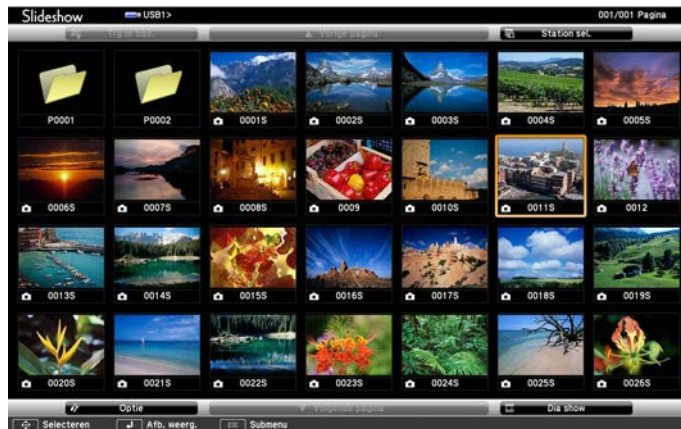 Slideshow USB1> 001/001 Pagina
Vorige pagina Station sel.
P0001 P0002 0001S 0002S 0003S 0004S 0005S
0006S 0007S 0008S 0009 0010S 0011S 0012
0013S 0014S 0015S 0016S 0017S 0018S 0019S
0020S 0021S 0022S 0023S 0024S 0025S 0026S
Optie Volgende pagina Dia show
Selecteren Afb. weerg. Esc Submenu